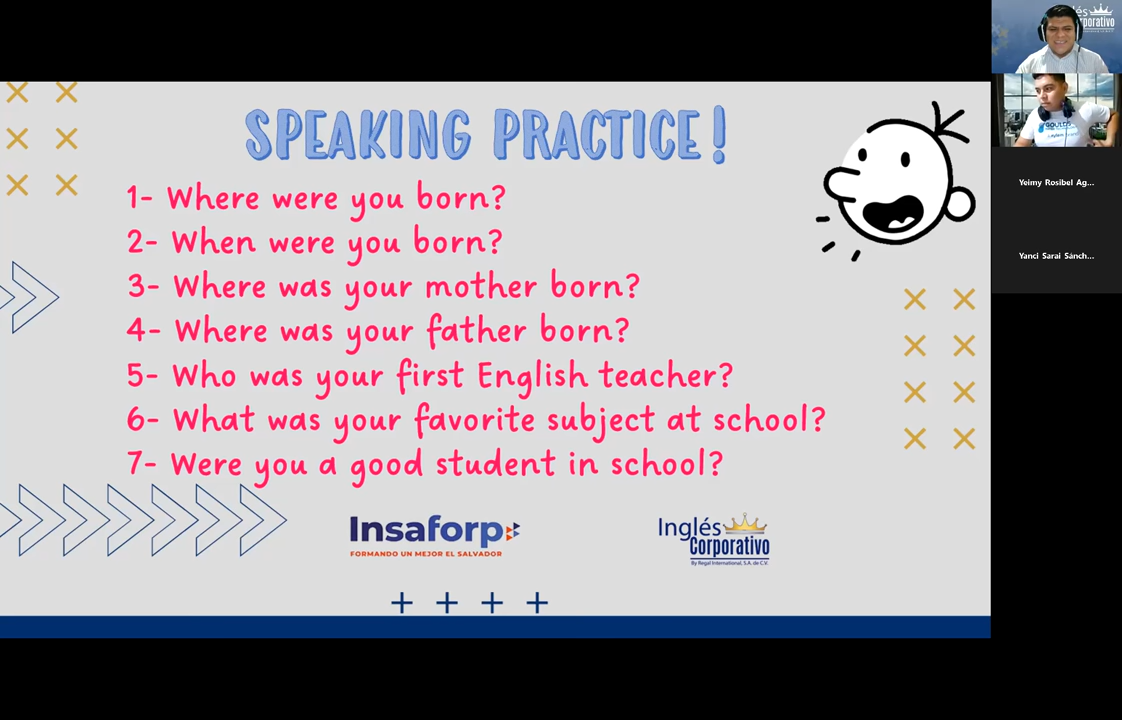 SPEAKING PRACTICE!
1- Where were you born?
2- When were you born?
3- Where was your mother born?
4- Where was your father born?
5- Who was your first English teacher?
6- What was your favorite subject at school?
7- Were you a good student in school?
Insaforp
FORMANDO UN MEJOR EL SALVADOR
Inglés
Corporativo
By Regal International, S.A. de C.V.
Yeimy Rosibel Ag...
Yanci Sarai Sánch...